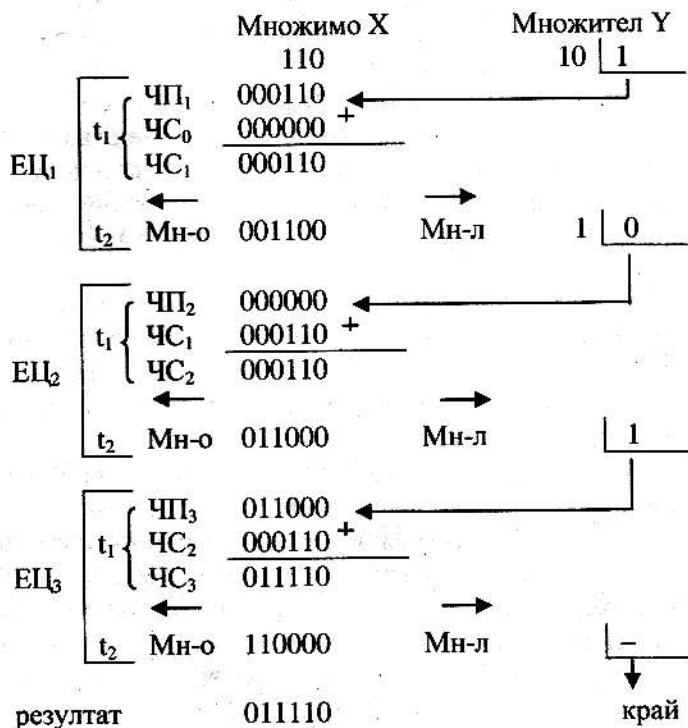 Множимо X Множител Y
110 10 1
ЧП₁ 000110
t₁ ЧС₀ 000000 +
ЕЦ₁ ЧС₁ 000110
t₂ Мн-о 001100 Мн-л 1 0
ЧП₂ 000000
t₁ ЧС₁ 000110 +
ЕЦ₂ ЧС₂ 000110
t₂ Мн-о 011000 Мн-л 1
ЧП₃ 011000
t₁ ЧС₂ 000110 +
ЕЦ₃ ЧС₃ 011110
t₂ Мн-о 110000 Мн-л –
резултат 011110 край